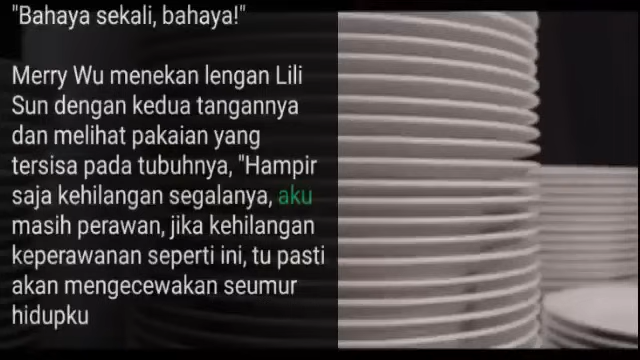 "Bahaya sekali, bahaya!"
Merry Wu menekan lengan Lili
Sun dengan kedua tangannya
dan melihat pakaian yang
tersisa pada tubuhnya, "Hampir
saja kehilangan segalanya, aku
masih perawan, jika kehilangan
keperawanan seperti ini, tu pasti
akan mengecewakan seumur
hidupku